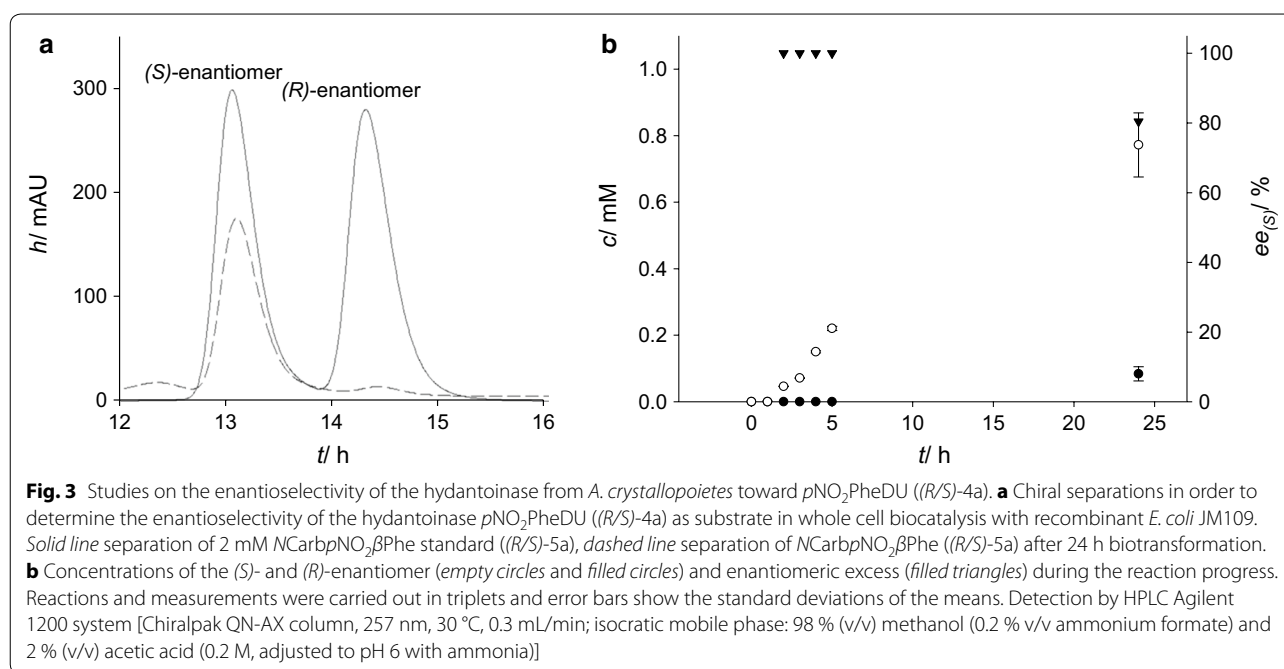 a
(S)-enantiomer
(R)-enantiomer
300
200
100
0
h/ mAU
12 13 14 15 16
t/ h
b
1.0
0.8
0.6
0.4
0.2
0.0
c/ mM
100
80
60
40
20
0
ee(S)/ %
0 5 10 15 20 25
t/ h
Fig. 3 Studies on the enantioselectivity of the hydantoinase from A. crystallopoietes toward pNO₂PheDU ((R/S)-4a). a Chiral separations in order to
determine the enantioselectivity of the hydantoinase pNO₂PheDU ((R/S)-4a) as substrate in whole cell biocatalysis with recombinant E. coli JM109.
Solid line separation of 2 mM NCarbpNO₂βPhe standard ((R/S)-5a), dashed line separation of NCarbpNO₂βPhe ((R/S)-5a) after 24 h biotransformation.
b Concentrations of the (S)- and (R)-enantiomer (empty circles and filled circles) and enantiomeric excess (filled triangles) during the reaction progress.
Reactions and measurements were carried out in triplets and error bars show the standard deviations of the means. Detection by HPLC Agilent
1200 system [Chiralpak QN-AX column, 257 nm, 30 °C, 0.3 mL/min; isocratic mobile phase: 98 % (v/v) methanol (0.2 % v/v ammonium formate) and
2 % (v/v) acetic acid (0.2 M, adjusted to pH 6 with ammonia)]